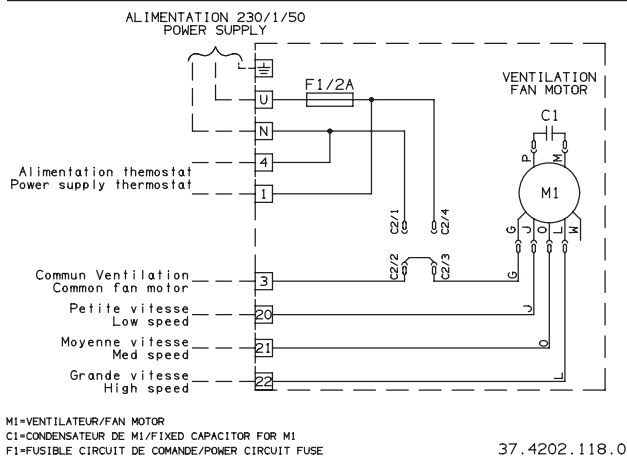 ALIMENTATION 230/1/50
POWER SUPPLY
U
F1/2A
N
4
1
Alimentation themostat
Power supply thermostat
VENTILATION
FAN MOTOR
C1
P
M
M1
G
J
O
L
W
C2/1
C2/4
C2/2
C2/3
G
Commun Ventilation
Common fan motor
3
Petite vitesse
Low speed
20
J
Moyenne vitesse
Med speed
21
O
Grande vitesse
High speed
22
L
M1=VENTILATEUR/FAN MOTOR
C1=CONDENSATEUR DE M1/FIXED CAPACITOR FOR M1
F1=FUSIBLE CIRCUIT DE COMANDE/POWER CIRCUIT FUSE
37.4202.118.0